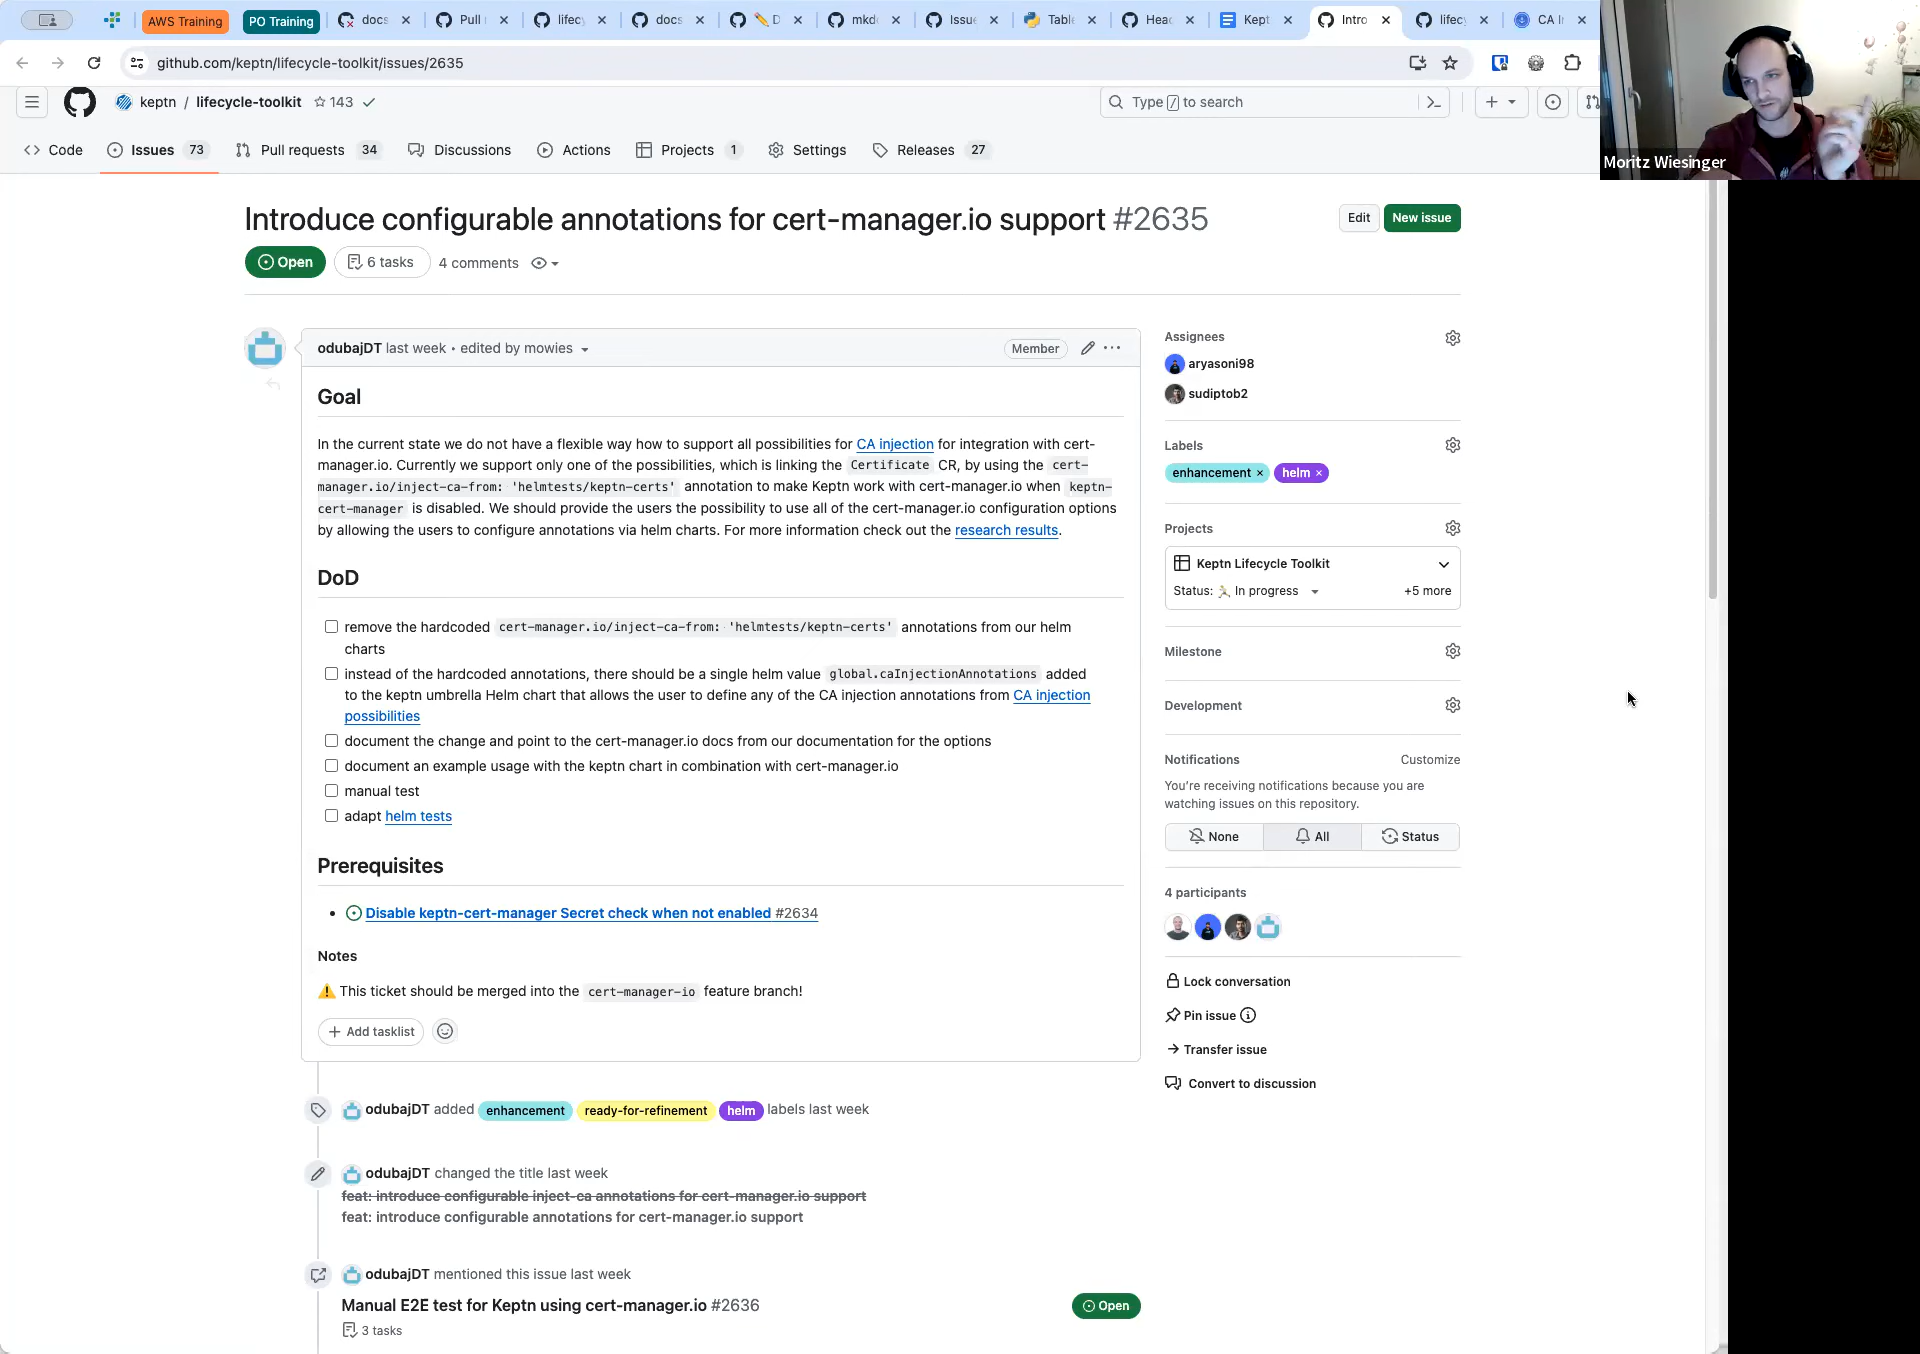 AWS Training
PO Training
docs
Pull
lifec
docs
D
mkdo
Issue
Table
Hea
Kept
Intro
lifec
CA I
github.com/keptn/lifecycle-toolkit/issues/2635
keptn / lifecycle-toolkit 143
Type / to search
Code
Issues 73
Pull requests 34
Discussions
Actions
Projects 1
Settings
Releases 27
Moritz Wiesinger
Introduce configurable annotations for cert-manager.io support #2635
Edit
New issue
Open
6 tasks
4 comments
odubajDT last week • edited by mowies
Member
Goal
In the current state we do not have a flexible way how to support all possibilities for CA injection for integration with cert-
manager.io. Currently we support only one of the possibilities, which is linking the Certificate CR, by using the cert-
manager.io/inject-ca-from: 'helmtests/keptn-certs' annotation to make Keptn work with cert-manager.io when keptn-
cert-manager is disabled. We should provide the users the possibility to use all of the cert-manager.io configuration options
by allowing the users to configure annotations via helm charts. For more information check out the research results.
DoD
remove the hardcoded cert-manager.io/inject-ca-from: 'helmtests/keptn-certs' annotations from our helm
charts
instead of the hardcoded annotations, there should be a single helm value global.caInjectionAnnotations added
to the keptn umbrella Helm chart that allows the user to define any of the CA injection annotations from CA injection
possibilities
document the change and point to the cert-manager.io docs from our documentation for the options
document an example usage with the keptn chart in combination with cert-manager.io
manual test
adapt helm tests
Prerequisites
• Disable keptn-cert-manager Secret check when not enabled #2634
Notes
⚠️ This ticket should be merged into the cert-manager-io feature branch!
Add tasklist
odubajDT added enhancement ready-for-refinement helm labels last week
odubajDT changed the title last week
feat: introduce configurable inject-ca annotations for cert-manager.io support
feat: introduce configurable annotations for cert-manager.io support
odubajDT mentioned this issue last week
Manual E2E test for Keptn using cert-manager.io #2636
Open
3 tasks
Assignees
aryasoni98
sudiptob2
Labels
enhancement ×
helm ×
Projects
Keptn Lifecycle Toolkit
Status: In progress
+5 more
Milestone
Development
Notifications
Customize
You're receiving notifications because you are
watching issues on this repository.
None
All
Status
4 participants
Lock conversation
Pin issue
Transfer issue
Convert to discussion